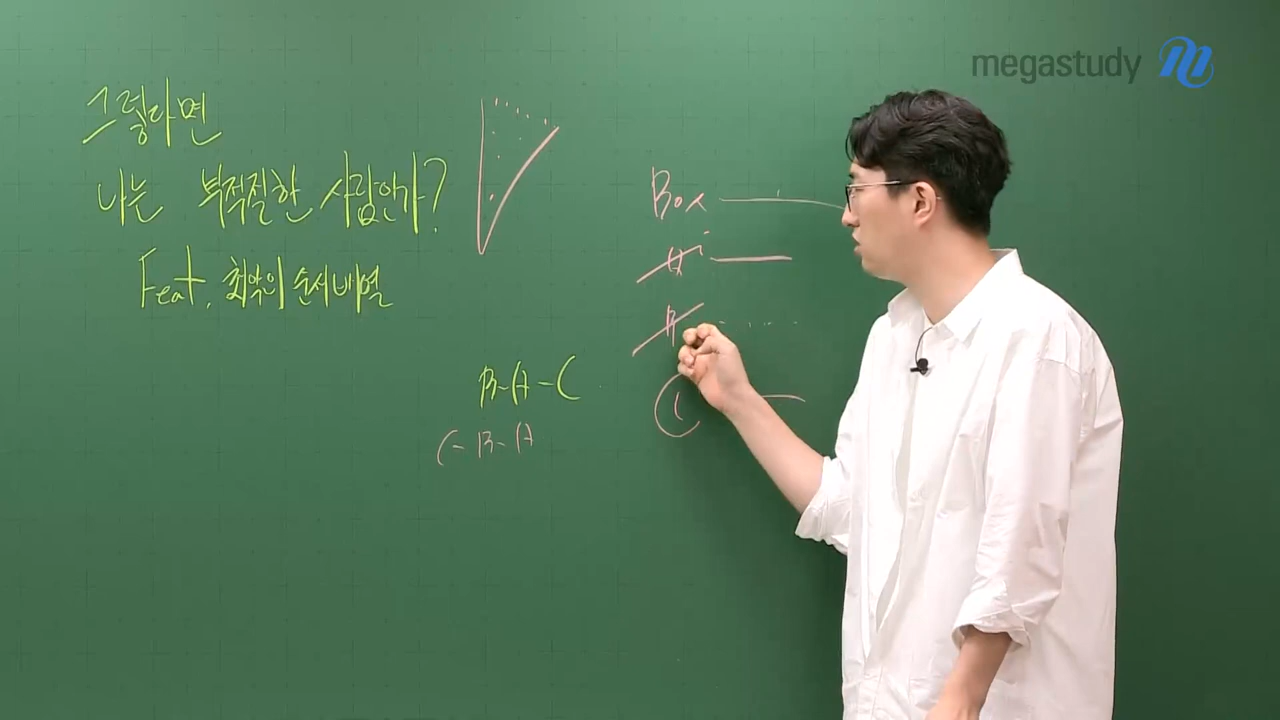 megastudy
그렇다면
나는 부적절한 사람인가?
Feat. 최악의 순서배열
Box
A
B
C
B-A-C
C-B-A